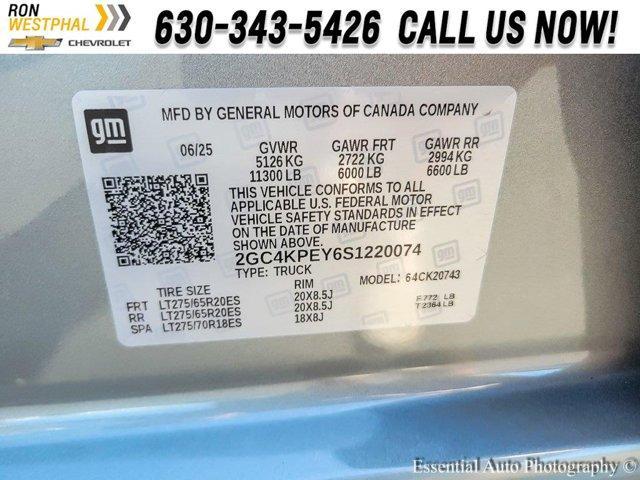 RON
WESTPHAL
CHEVROLET
630-343-5426 CALL US NOW!
gm
MFD BY GENERAL MOTORS OF CANADA COMPANY
06/25 GVWR GAWR FRT GAWR RR
5126 KG 2722 KG 2994 KG
11300 LB 6000 LB 6600 LB
THIS VEHICLE CONFORMS TO ALL
APPLICABLE U.S. FEDERAL MOTOR
VEHICLE SAFETY STANDARDS IN EFFECT
ON THE DATE OF MANUFACTURE
SHOWN ABOVE.
2GC4KPEY6S1220074
TYPE: TRUCK MODEL: 64CK20743
TIRE SIZE RIM
FRT LT275/65R20ES 20X8.5J F 772 LB
RR LT275/65R20ES 20X8.5J T 2364 LB
SPA LT275/70R18ES 18X8J
Essential Auto Photography ©